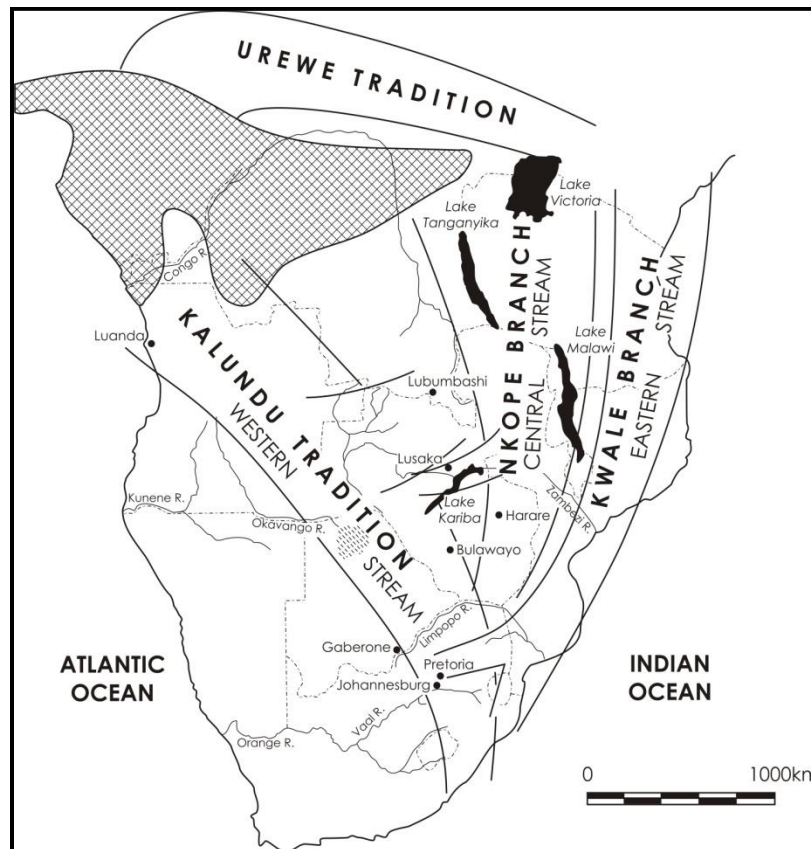 UREWE TRADITION
Lake
Victoria
Lake
Tanganyika
Congo R.
Luanda
KALUNDU TRADITION
WESTERN STREAM
NKOPE BRANCH
CENTRAL STREAM
KWALE BRANCH
EASTERN STREAM
Lake
Malawi
Lubumbashi
Lusaka
Lake
Kariba
Harare
Zambezi R.
Kunene R.
Okavango R.
Bulawayo
Limpopo R.
Gaberone
Pretoria
Johannesburg
Vaal R.
Orange R.
ATLANTIC
OCEAN
INDIAN
OCEAN
0 1000km